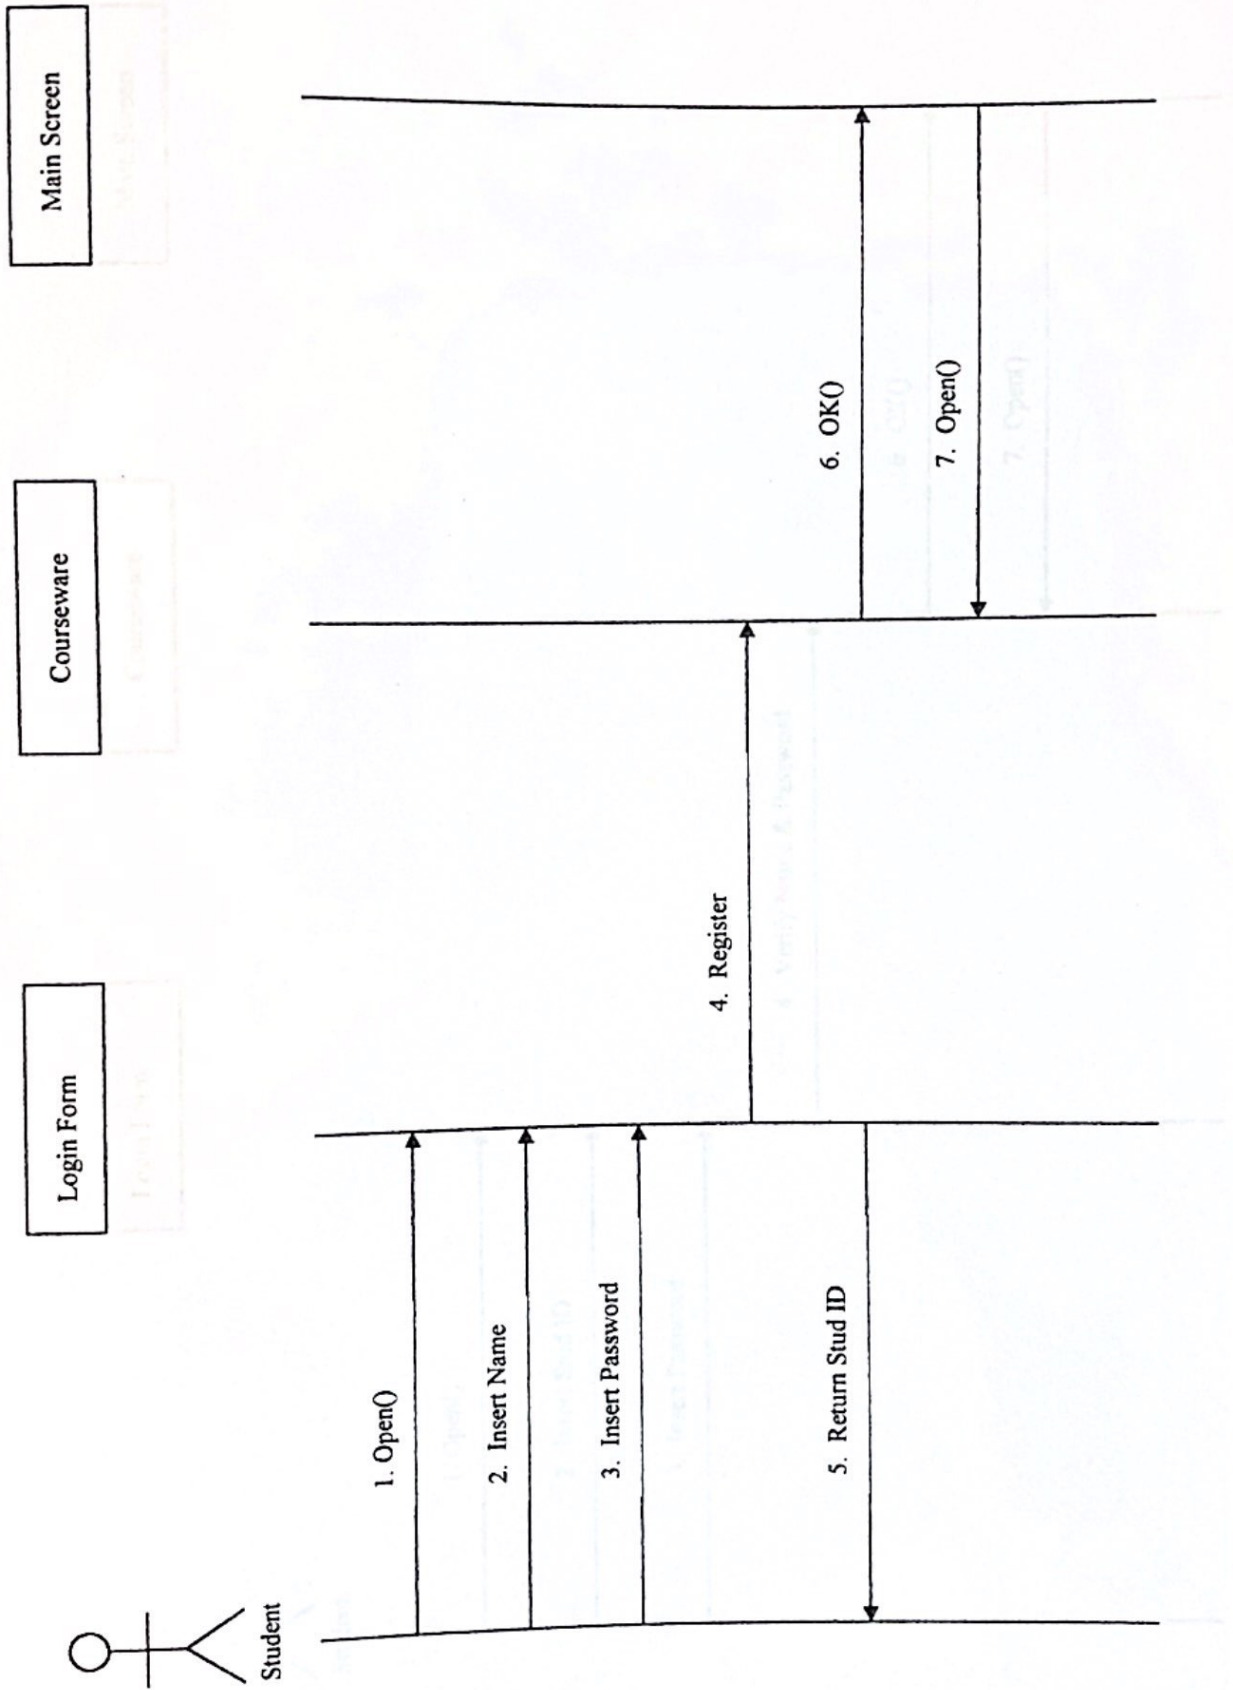 Student
Login Form
Courseware
Main Screen
1. Open()
2. Insert Name
3. Insert Password
4. Register
5. Return Stud ID
6. OK()
7. Open()